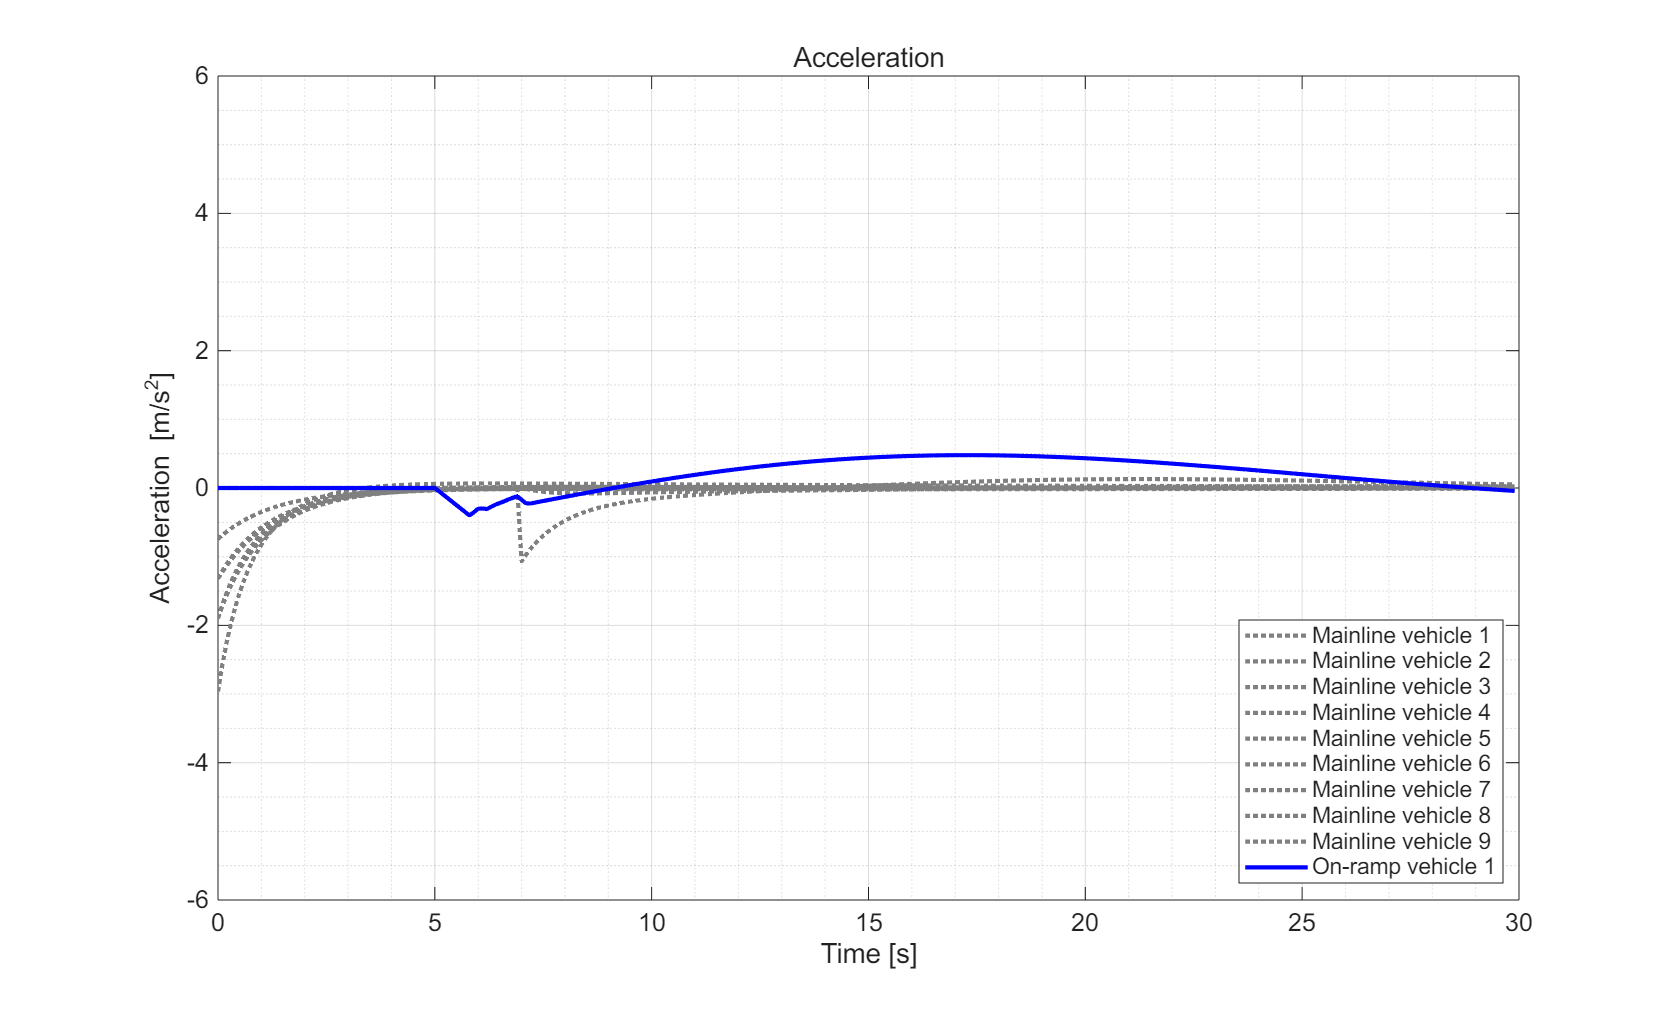 Acceleration
6
4
2
0
-2
-4
-6
Acceleration [m/s²]
0 5 10 15 20 25 30
Time [s]
Mainline vehicle 1
Mainline vehicle 2
Mainline vehicle 3
Mainline vehicle 4
Mainline vehicle 5
Mainline vehicle 6
Mainline vehicle 7
Mainline vehicle 8
Mainline vehicle 9
On-ramp vehicle 1